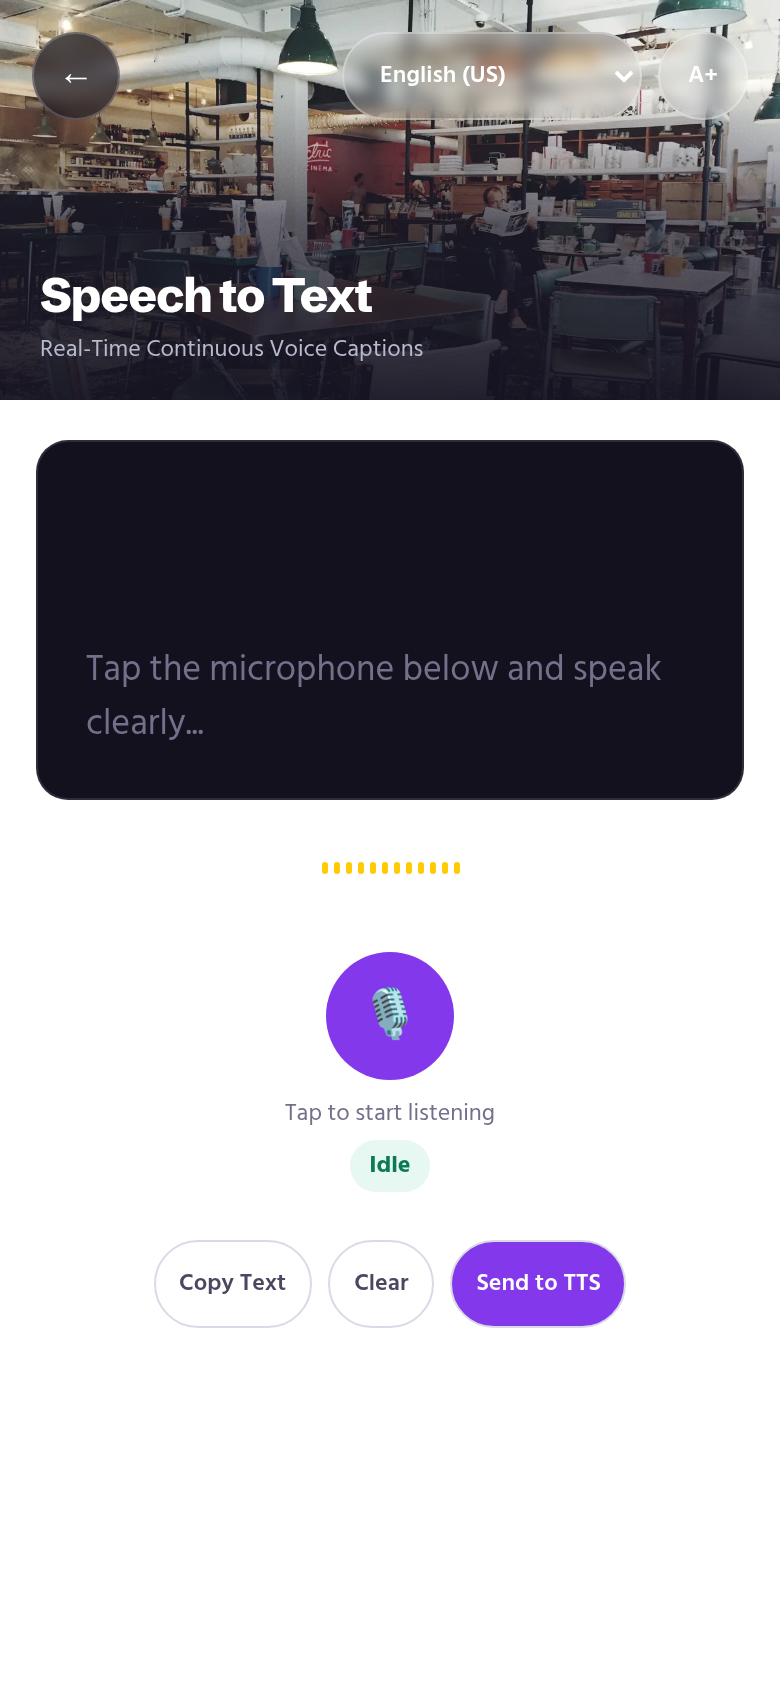 ←
English (US)
A+
CINEMA
Speech to Text
Real-Time Continuous Voice Captions
Tap the microphone below and speak
clearly...
Tap to start listening
Idle
Copy Text
Clear
Send to TTS